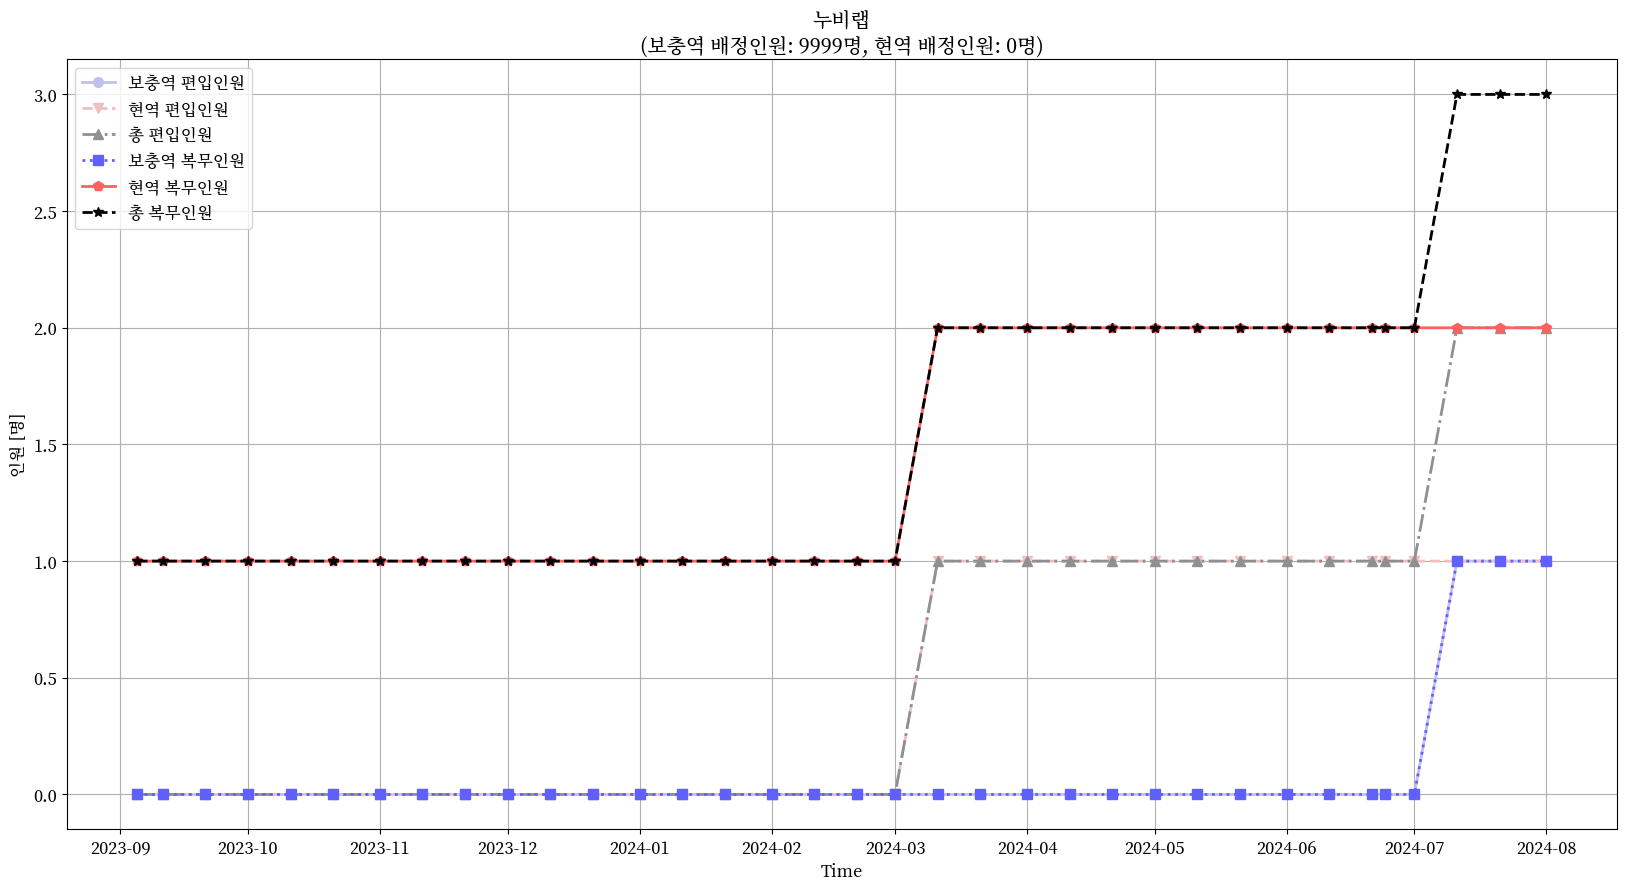 누비랩
(보충역 배정인원: 9999명, 현역 배정인원: 0명)
보충역 편입인원
현역 편입인원
총 편입인원
보충역 복무인원
현역 복무인원
총 복무인원
3.0
2.5
2.0
1.5
1.0
0.5
0.0
인원 [명]
2023-09 2023-10 2023-11 2023-12 2024-01 2024-02 2024-03 2024-04 2024-05 2024-06 2024-07 2024-08
Time